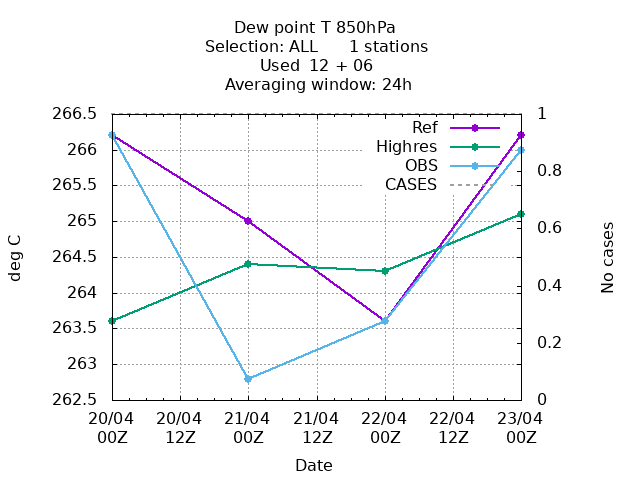 Dew point T 850hPa
Selection: ALL      1 stations
Used  12 + 06
Averaging window: 24h
266.5
266
265.5
265
264.5
264
263.5
263
262.5
deg C
1
0.8
0.6
0.4
0.2
0
No cases
Ref
Highres
OBS
CASES
20/04 20/04 21/04 21/04 22/04 22/04 23/04
00Z 12Z 00Z 12Z 00Z 12Z 00Z
Date